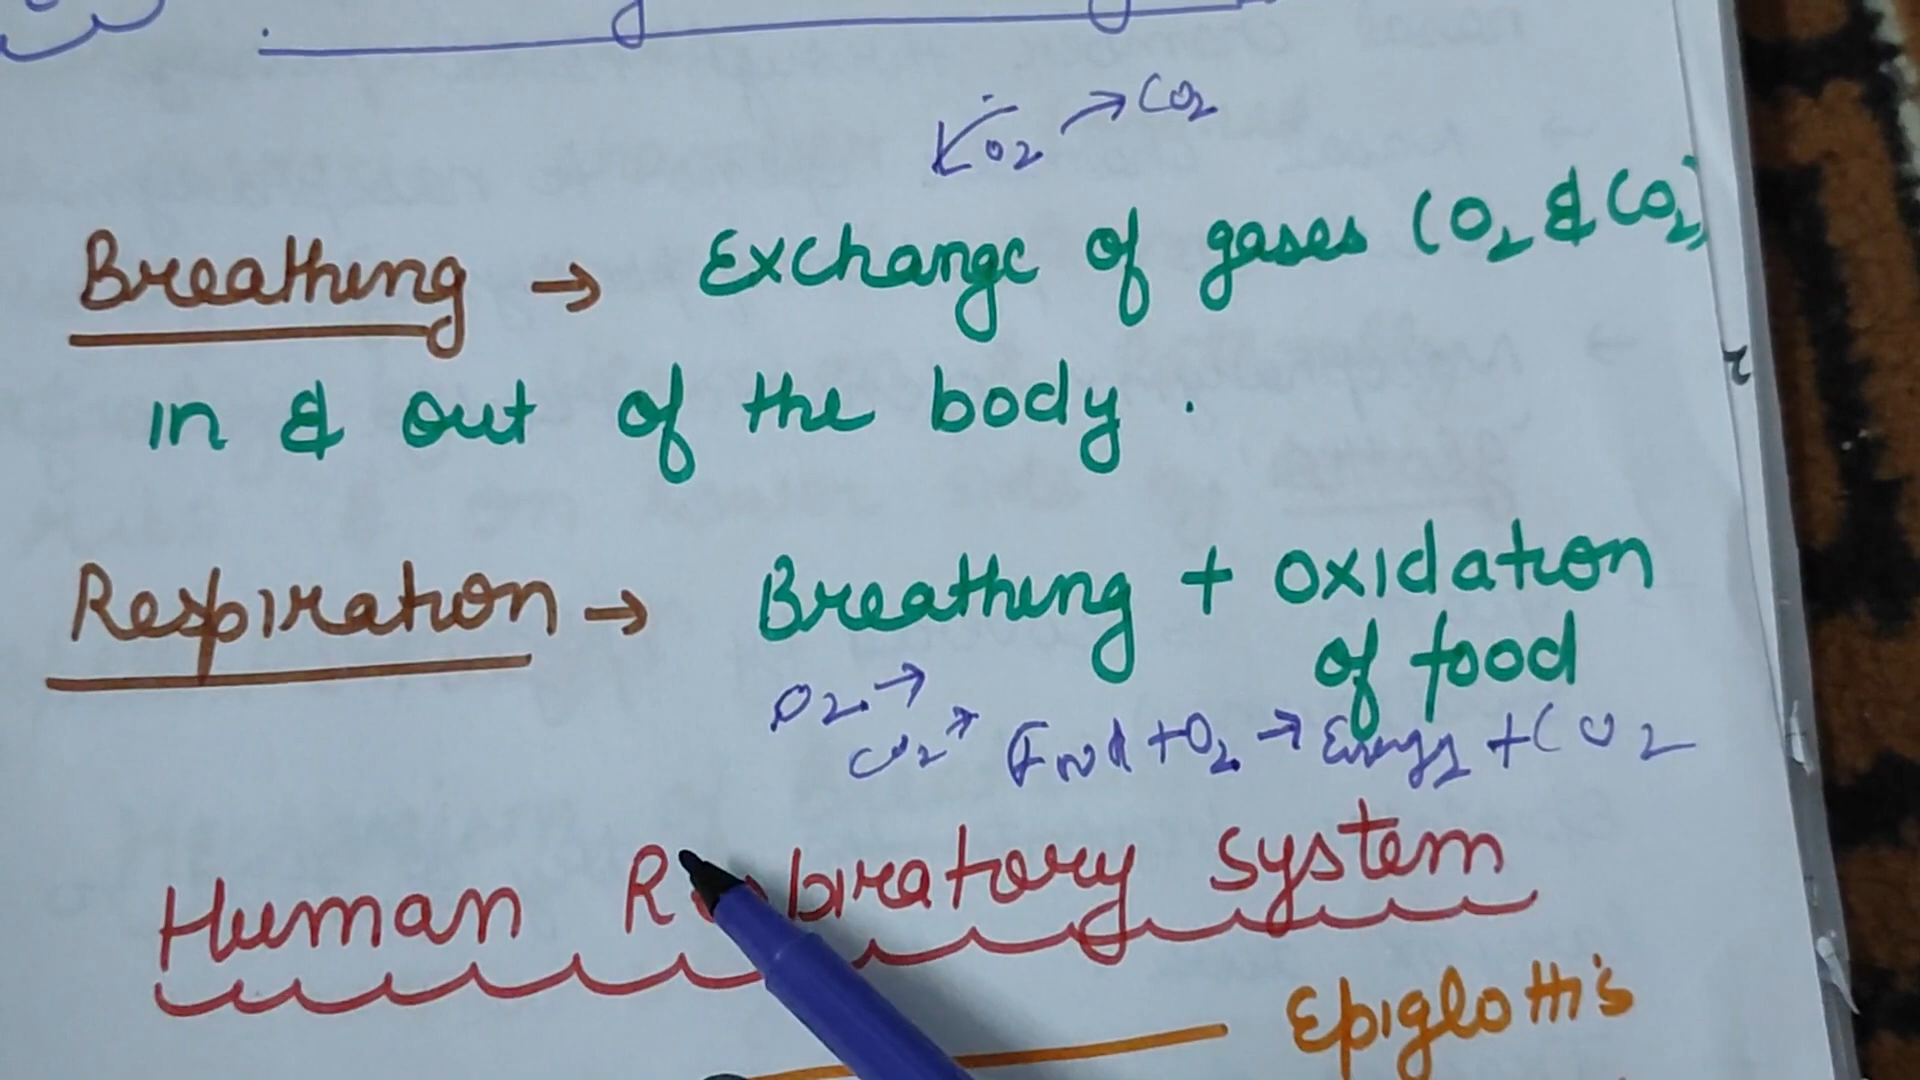 O2 → CO2
Breathing → Exchange of gases (O2 & CO2)
in & out of the body.
Respiration → Breathing + oxidation
of food
O2 →
CO2 → Food + O2 → Energy + CO2
Human Respiratory system
Epiglottis